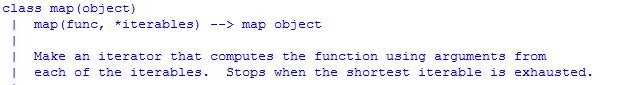 class map(object)
 |  map(func, *iterables) --> map object
 |
 |  Make an iterator that computes the function using arguments from
 |  each of the iterables.  Stops when the shortest iterable is exhausted.
 |